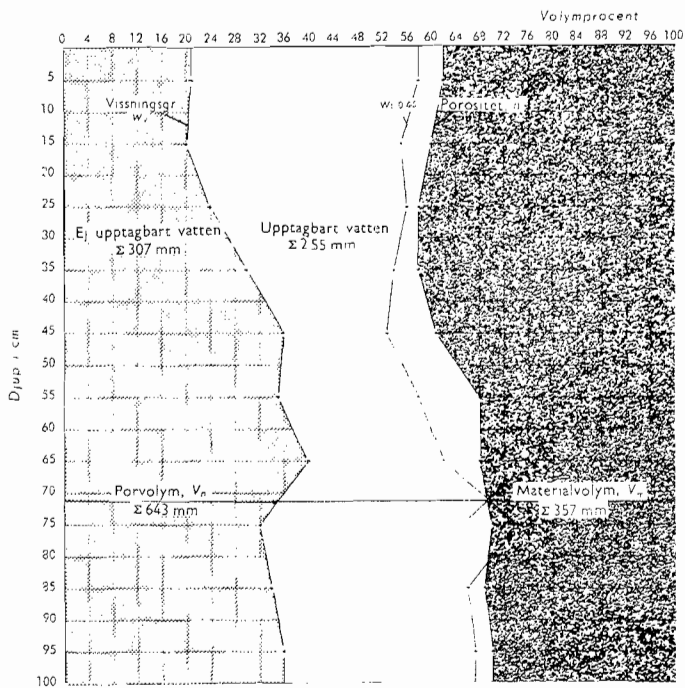 Volymprocent
0 4 8 12 16 20 24 28 32 36 40 44 48 52 56 60 64 68 72 76 80 84 88 92 96 100
5
10
Vissningsgr.
Porositet, n
15
20
25
Ej upptagbart vatten
Upptagbart vatten
Σ 307 mm
Σ 255 mm
30
35
40
45
Djup i cm
50
55
60
65
70
Porvolym, Vₙ
Materialvolym,
Σ 643 mm
Σ 357 mm
75
80
85
90
95
100